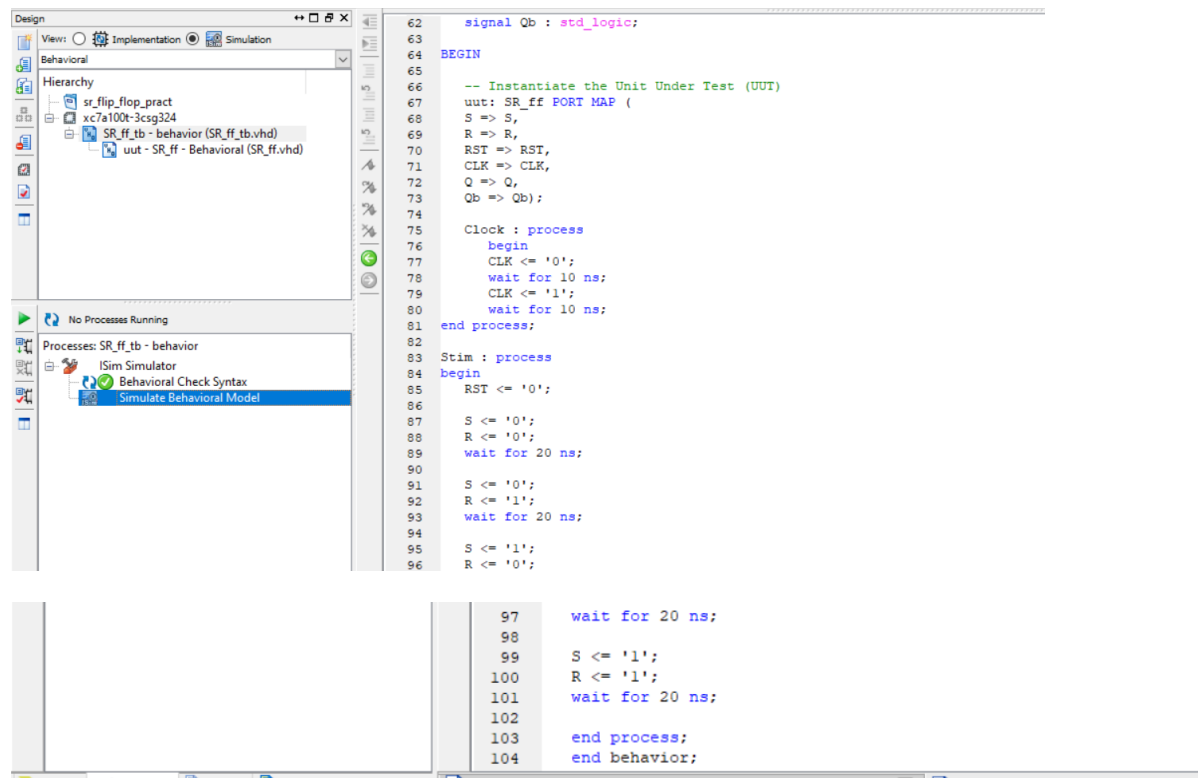 Design
View: Implementation Simulation
Behavioral
Hierarchy
sr_flip_flop_pract
xc7a100t-3csg324
SR_ff_tb - behavior (SR_ff_tb.vhd)
uut - SR_ff - Behavioral (SR_ff.vhd)
No Processes Running
Processes: SR_ff_tb - behavior
ISim Simulator
Behavioral Check Syntax
Simulate Behavioral Model
62 signal Qb : std_logic;
63
64 BEGIN
65
66 -- Instantiate the Unit Under Test (UUT)
67 uut: SR_ff PORT MAP (
68 S => S,
69 R => R,
70 RST => RST,
71 CLK => CLK,
72 Q => Q,
73 Qb => Qb);
74
75 Clock : process
76 begin
77 CLK <= '0';
78 wait for 10 ns;
79 CLK <= '1';
80 wait for 10 ns;
81 end process;
82
83 Stim : process
84 begin
85 RST <= '0';
86
87 S <= '0';
88 R <= '0';
89 wait for 20 ns;
90
91 S <= '0';
92 R <= '1';
93 wait for 20 ns;
94
95 S <= '1';
96 R <= '0';
97 wait for 20 ns;
98
99 S <= '1';
100 R <= '1';
101 wait for 20 ns;
102
103 end process;
104 end behavior;